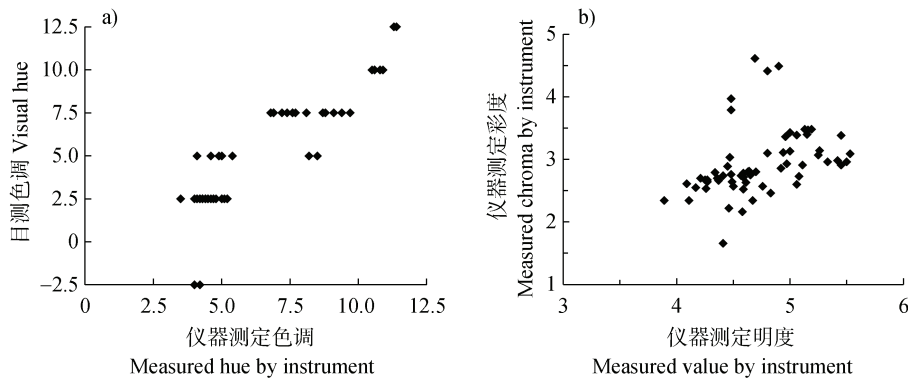 a)
目测色调 Visual hue
12.5
10.0
7.5
5.0
2.5
0
–2.5
0 2.5 5.0 7.5 10.0 12.5
仪器测定色调
Measured hue by instrument
b)
仪器测定彩度
Measured chroma by instrument
5
4
3
2
1
3 4 5 6
仪器测定明度
Measured value by instrument